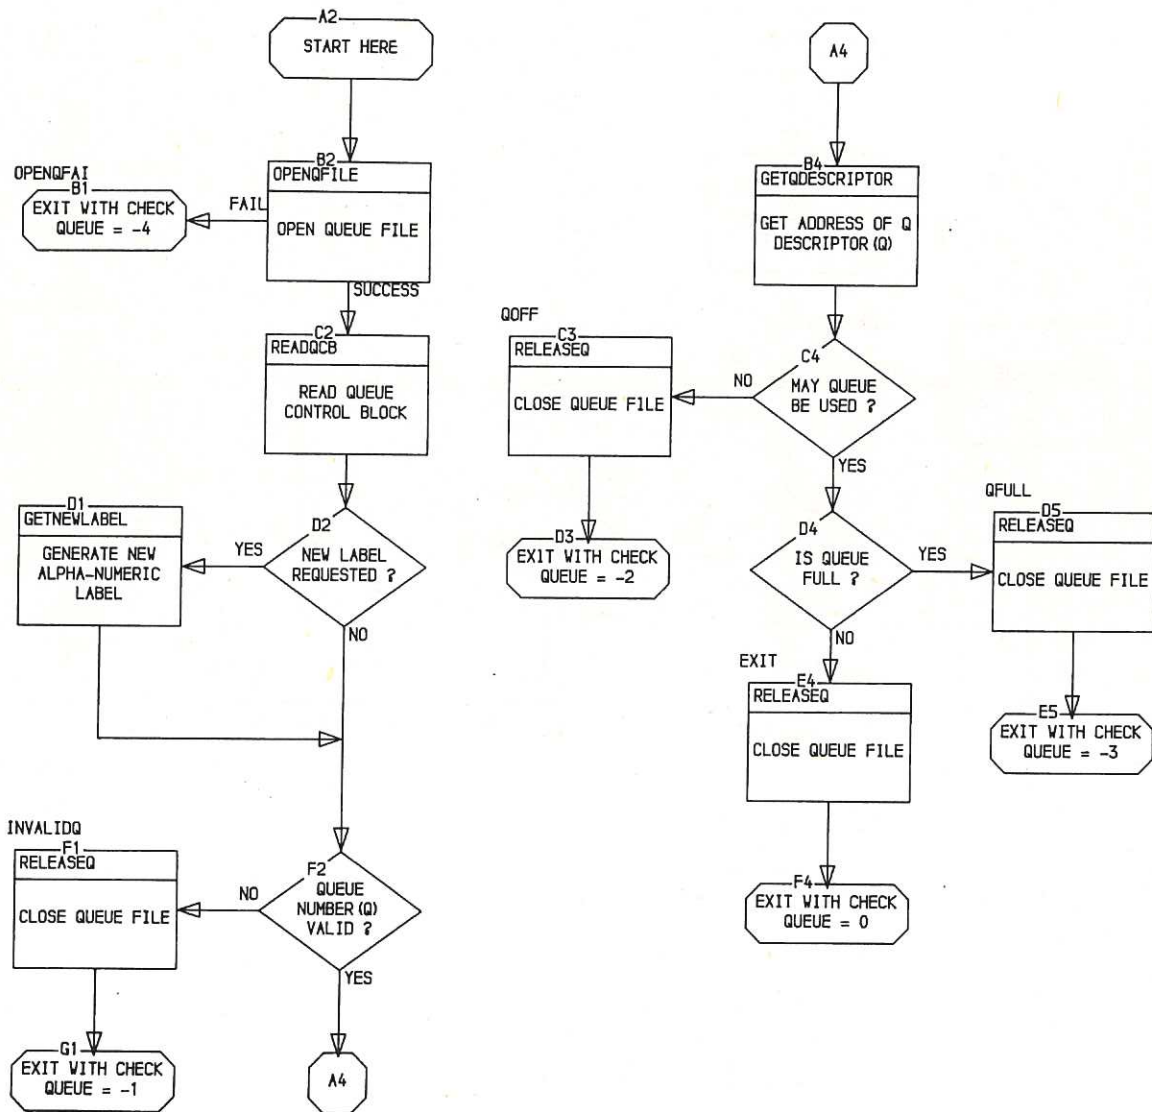 A2
START HERE
B2
OPENQFILE
OPEN QUEUE FILE
OPENQFAI
B1
EXIT WITH CHECK
QUEUE = -4
FAIL
SUCCESS
C2
READQCB
READ QUEUE
CONTROL BLOCK
D2
NEW LABEL
REQUESTED ?
YES
D1
GETNEWLABEL
GENERATE NEW
ALPHA-NUMERIC
LABEL
NO
F2
QUEUE
NUMBER(Q)
VALID ?
NO
INVALIDQ
F1
RELEASEQ
CLOSE QUEUE FILE
G1
EXIT WITH CHECK
QUEUE = -1
YES
A4
A4
B4
GETQDESCRIPTOR
GET ADDRESS OF Q
DESCRIPTOR(Q)
C4
MAY QUEUE
BE USED ?
NO
QOFF
C3
RELEASEQ
CLOSE QUEUE FILE
D3
EXIT WITH CHECK
QUEUE = -2
YES
D4
IS QUEUE
FULL ?
YES
QFULL
D5
RELEASEQ
CLOSE QUEUE FILE
E5
EXIT WITH CHECK
QUEUE = -3
NO
EXIT
E4
RELEASEQ
CLOSE QUEUE FILE
F4
EXIT WITH CHECK
QUEUE = 0